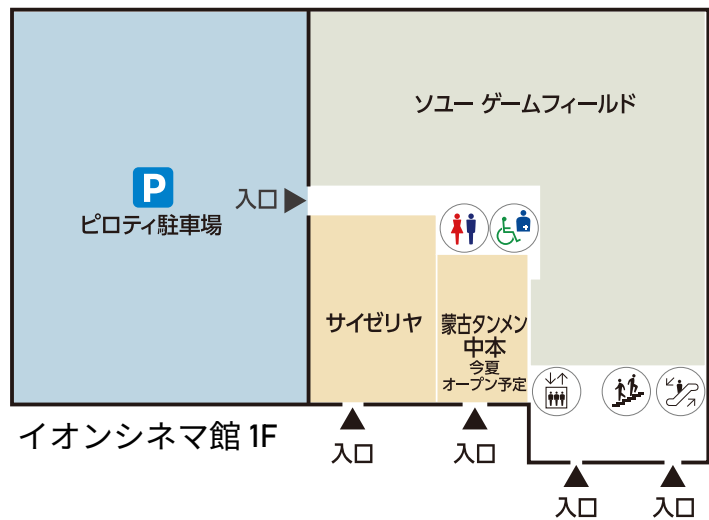 ソユー ゲームフィールド
P
入口
ピロティ駐車場
サイゼリヤ
蒙古タンメン
中本
今夏
オープン予定
イオンシネマ館 1F
入口
入口
入口
入口